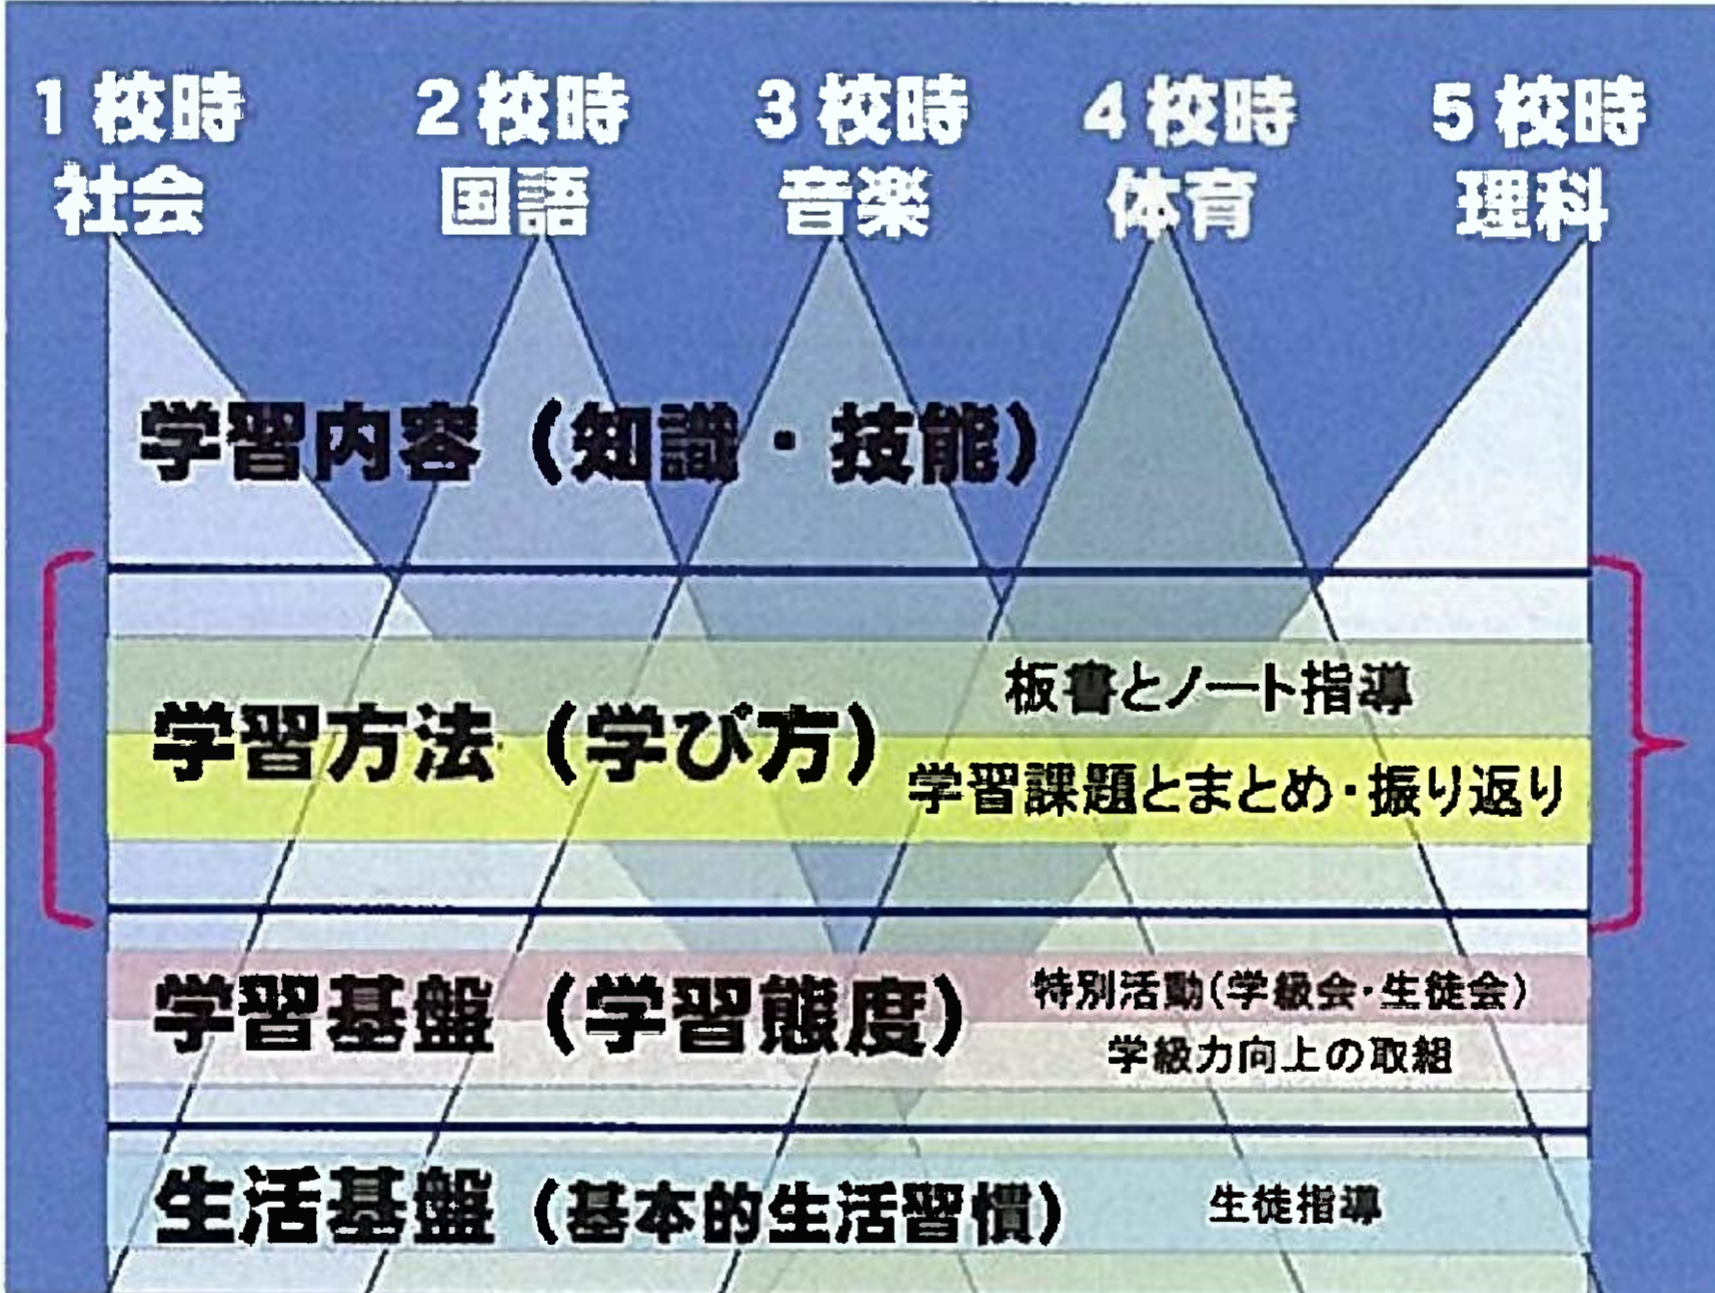 1校時
社会
2校時
国語
3校時
音楽
4校時
体育
5校時
理科
学習内容（知識・技能）
学習方法（学び方）
板書とノート指導
学習課題とまとめ・振り返り
学習基盤（学習態度）
特別活動(学級会・生徒会)
学級力向上の取組
生活基盤（基本的生活習慣）
生徒指導